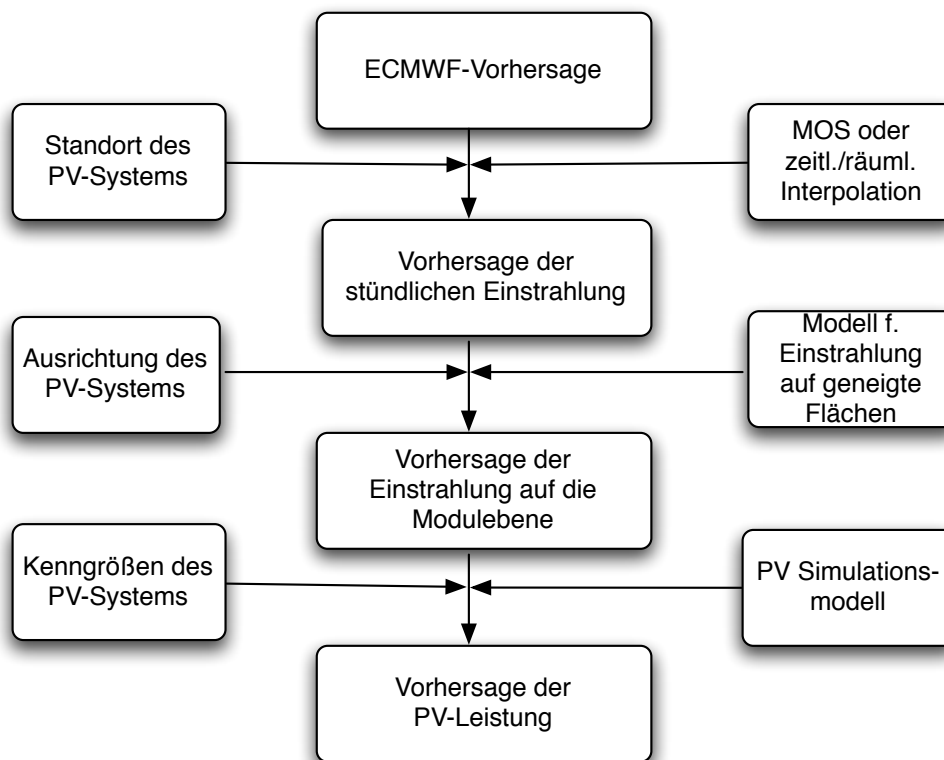 ECMWF-Vorhersage
Standort des
PV-Systems
MOS oder
zeitl./räuml.
Interpolation
Vorhersage der
stündlichen Einstrahlung
Ausrichtung des
PV-Systems
Modell f.
Einstrahlung
auf geneigte
Flächen
Vorhersage der
Einstrahlung auf die
Modulebene
Kenngrößen des
PV-Systems
PV Simulations-
modell
Vorhersage der
PV-Leistung